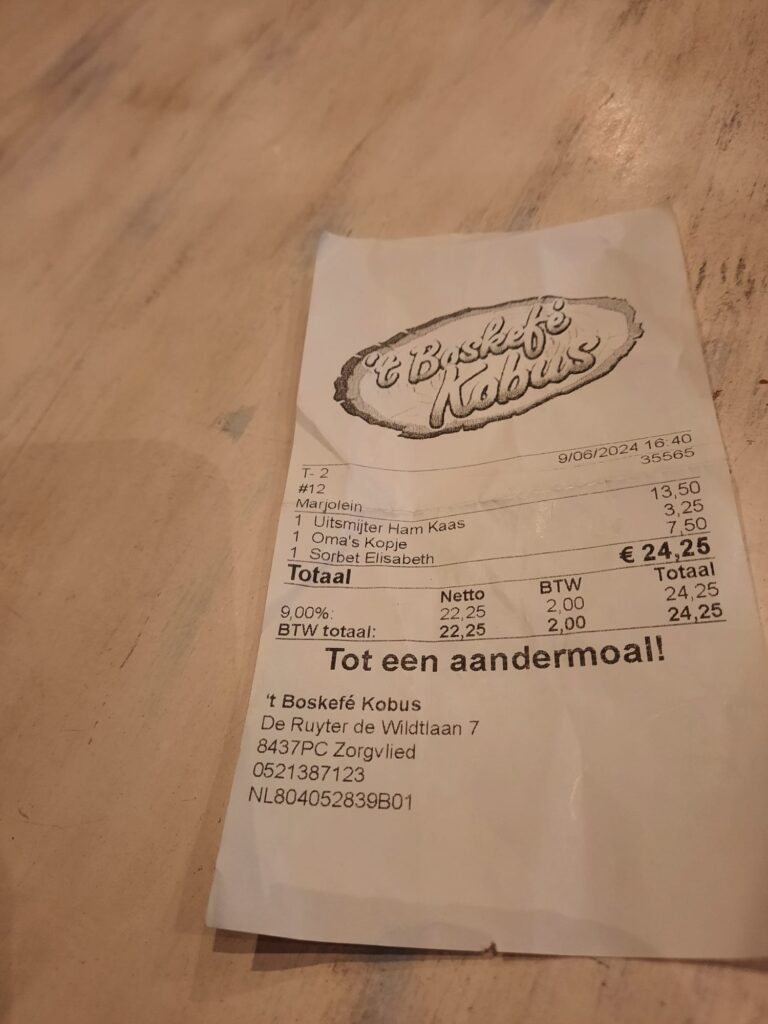 't Boskefé
Kobus
T- 2 9/06/2024 16:40
#12 35565
Marjolein
1 Uitsmijter Ham Kaas 13,50
1 Oma's Kopje 3,25
1 Sorbet Elisabeth 7,50
Totaal € 24,25
Netto BTW Totaal
9,00%: 22,25 2,00 24,25
BTW totaal: 22,25 2,00 24,25
Tot een aandermoal!
't Boskefé Kobus
De Ruyter de Wildtlaan 7
8437PC Zorgvlied
0521387123
NL804052839B01